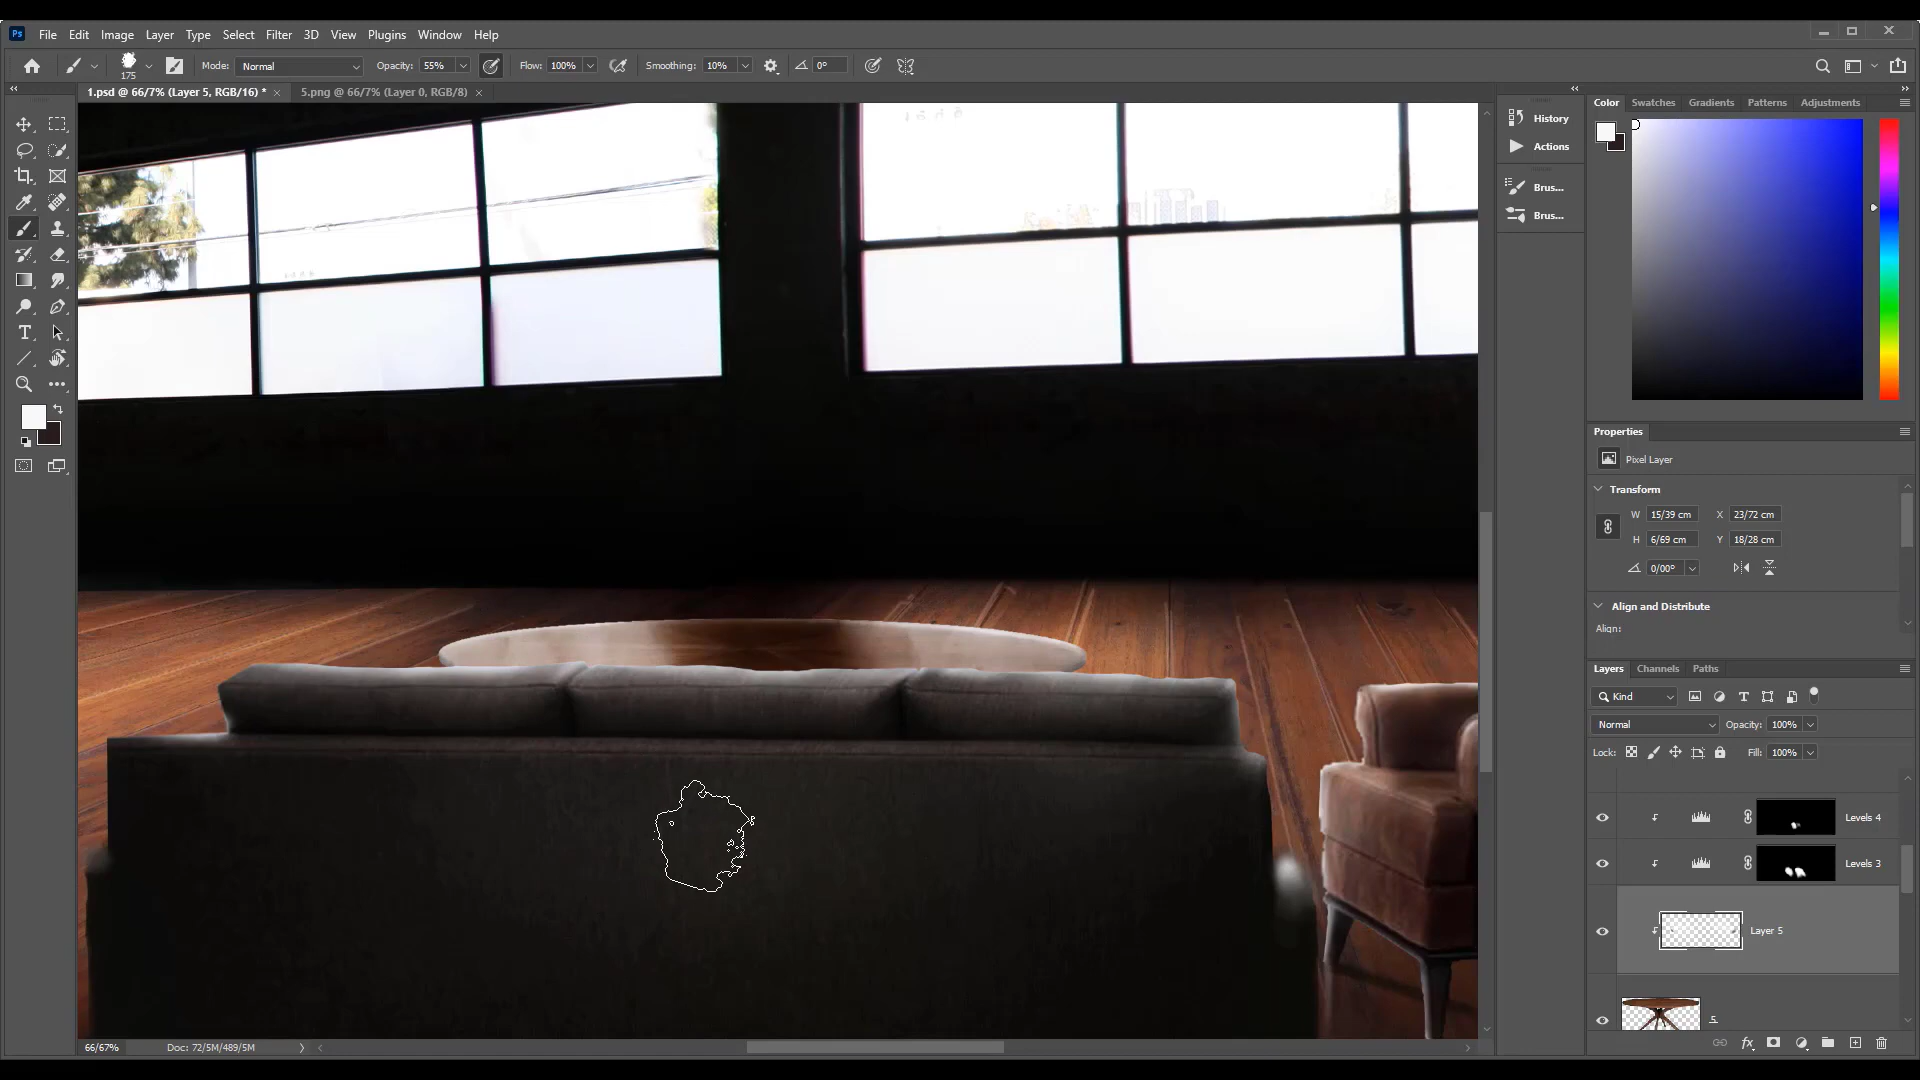 Ps File Edit Image Layer Type Select Filter 3D View Plugins Window Help
175 Mode: Normal Opacity: 55% Flow: 100% Smoothing: 10% 0°
1.psd @ 66/7% (Layer 5, RGB/16) * × 5.png @ 66/7% (Layer 0, RGB/8) ×
History
Actions
Brus...
Brus...
Color Swatches Gradients Patterns Adjustments
Properties
Pixel Layer
Transform
W 15/39 cm X 23/72 cm
H 6/69 cm Y 18/28 cm
0/00°
Align and Distribute
Align:
Layers Channels Paths
Kind
Normal Opacity: 100%
Lock: Fill: 100%
Levels 4
Levels 3
Layer 5
5
66/67% Doc: 72/5M/489/5M